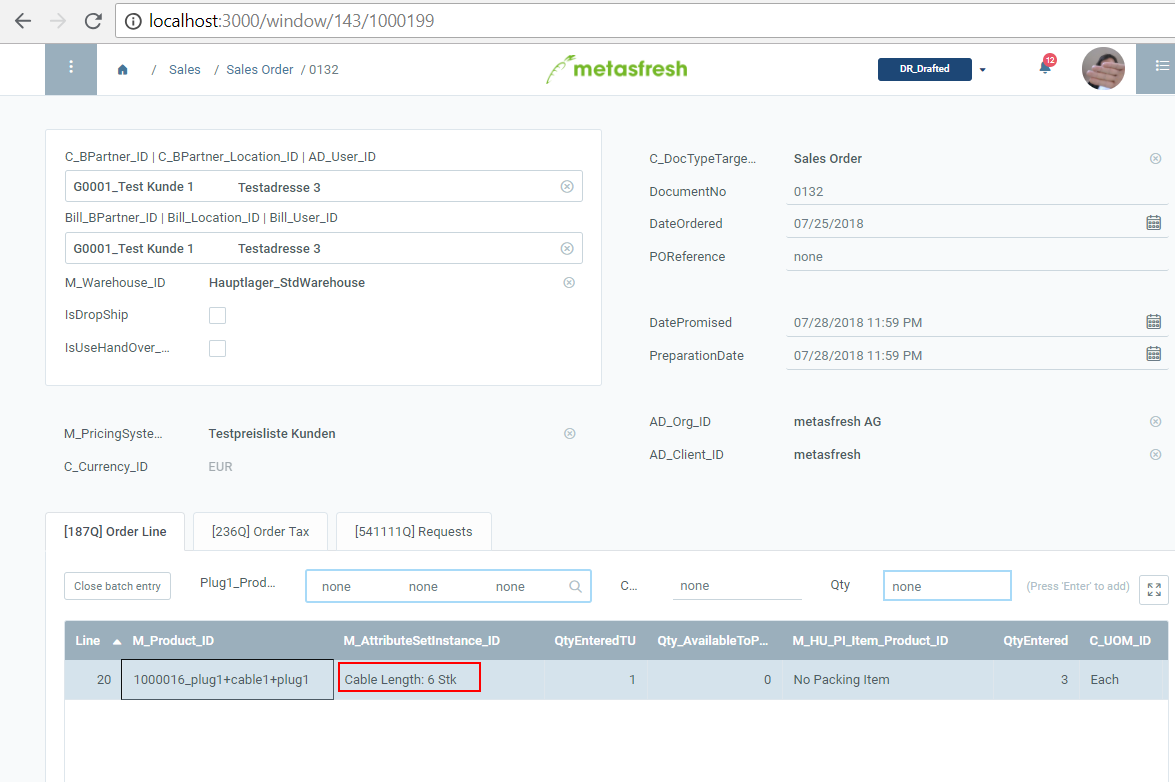 localhost:3000/window/143/1000199
/ Sales / Sales Order / 0132
metasfresh
DR_Drafted
12
C_BPartner_ID | C_BPartner_Location_ID | AD_User_ID
G0001_Test Kunde 1 Testadresse 3
Bill_BPartner_ID | Bill_Location_ID | Bill_User_ID
G0001_Test Kunde 1 Testadresse 3
M_Warehouse_ID Hauptlager_StdWarehouse
IsDropShip
IsUseHandOver_...
C_DocTypeTarge... Sales Order
DocumentNo 0132
DateOrdered 07/25/2018
POReference none
DatePromised 07/28/2018 11:59 PM
PreparationDate 07/28/2018 11:59 PM
M_PricingSyste... Testpreisliste Kunden
C_Currency_ID EUR
AD_Org_ID metasfresh AG
AD_Client_ID metasfresh
[187Q] Order Line [236Q] Order Tax [541111Q] Requests
Close batch entry Plug1_Prod... none none none C... none Qty none (Press 'Enter' to add)
Line M_Product_ID M_AttributeSetInstance_ID QtyEnteredTU Qty_AvailableToP... M_HU_PI_Item_Product_ID QtyEntered C_UOM_ID
20 1000016_plug1+cable1+plug1 Cable Length: 6 Stk 1 0 No Packing Item 3 Each